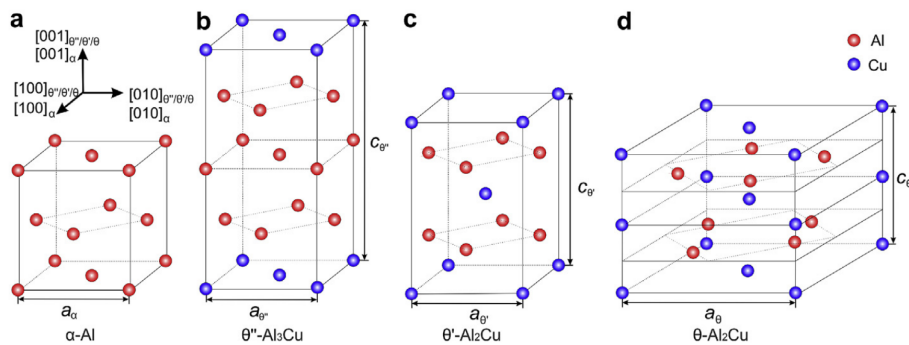 a
b
c
d
[001]θ''/θ'/θ
[001]α
[100]θ''/θ'/θ
[100]α
[010]θ''/θ'/θ
[010]α
Al
Cu
cθ''
cθ'
cθ
aα
aθ''
aθ'
aθ
α-Al
θ''-Al₃Cu
θ'-Al₂Cu
θ-Al₂Cu